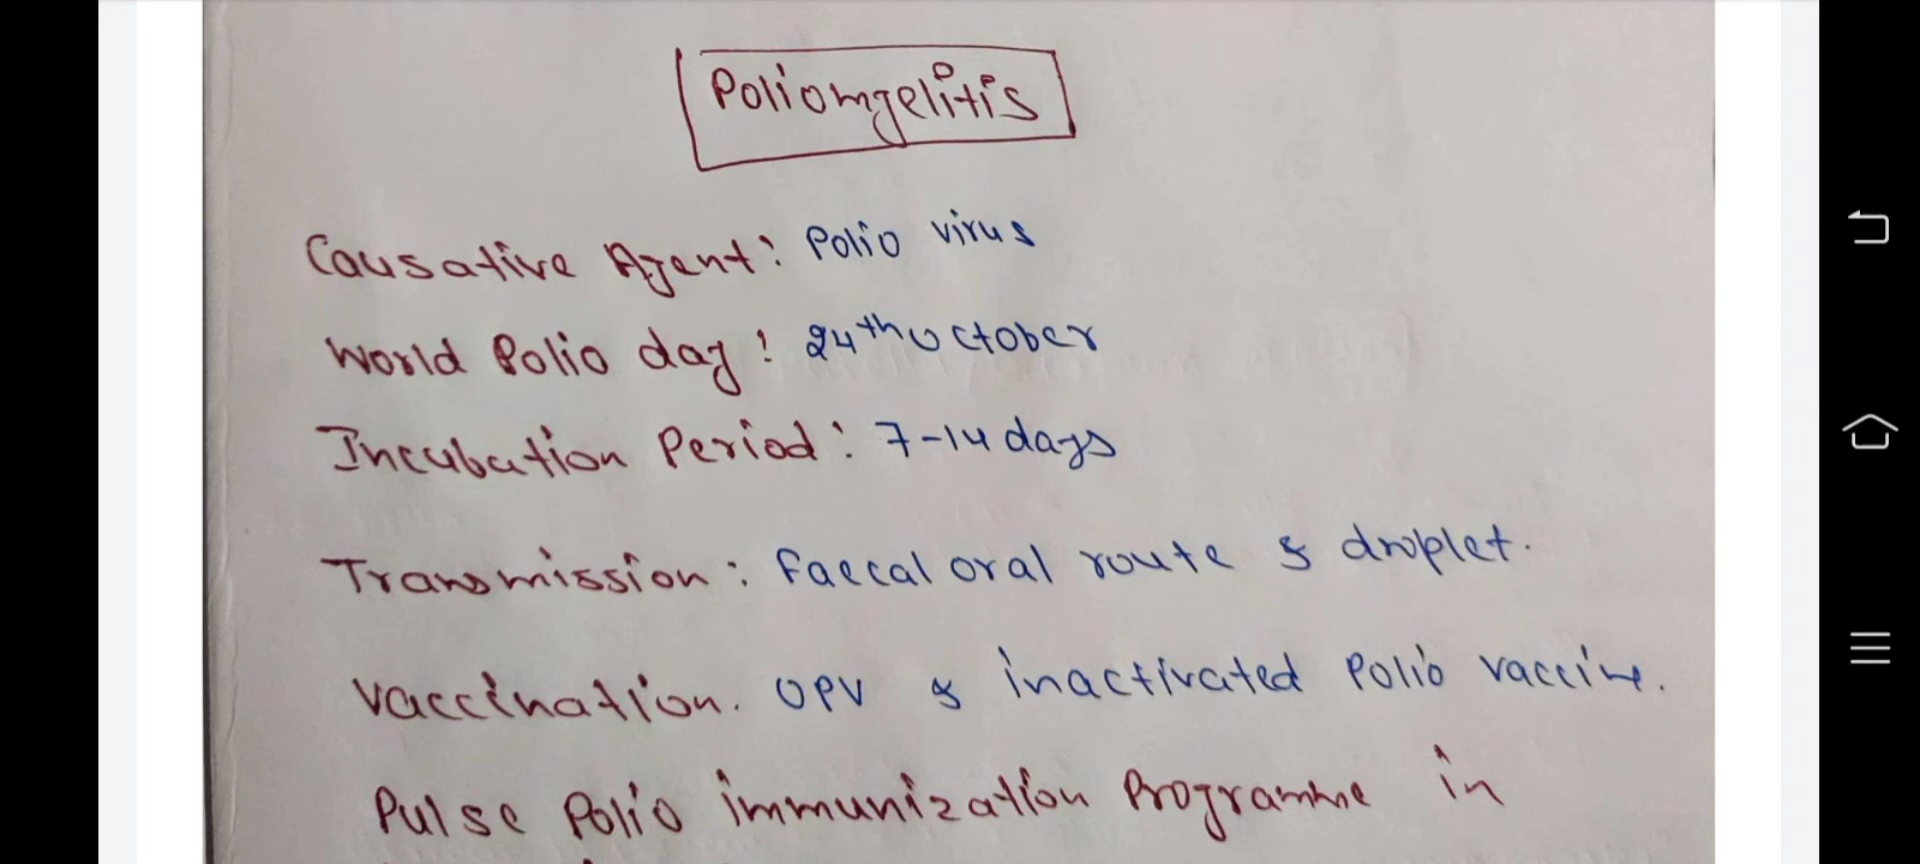 Poliomyelitis
Causative Agent: Polio virus
World Polio day: 24th October
Incubation Period: 7-14 days
Transmission: Faecal oral route & droplet.
Vaccination. OPV & inactivated Polio vaccine.
Pulse Polio immunization Programme in